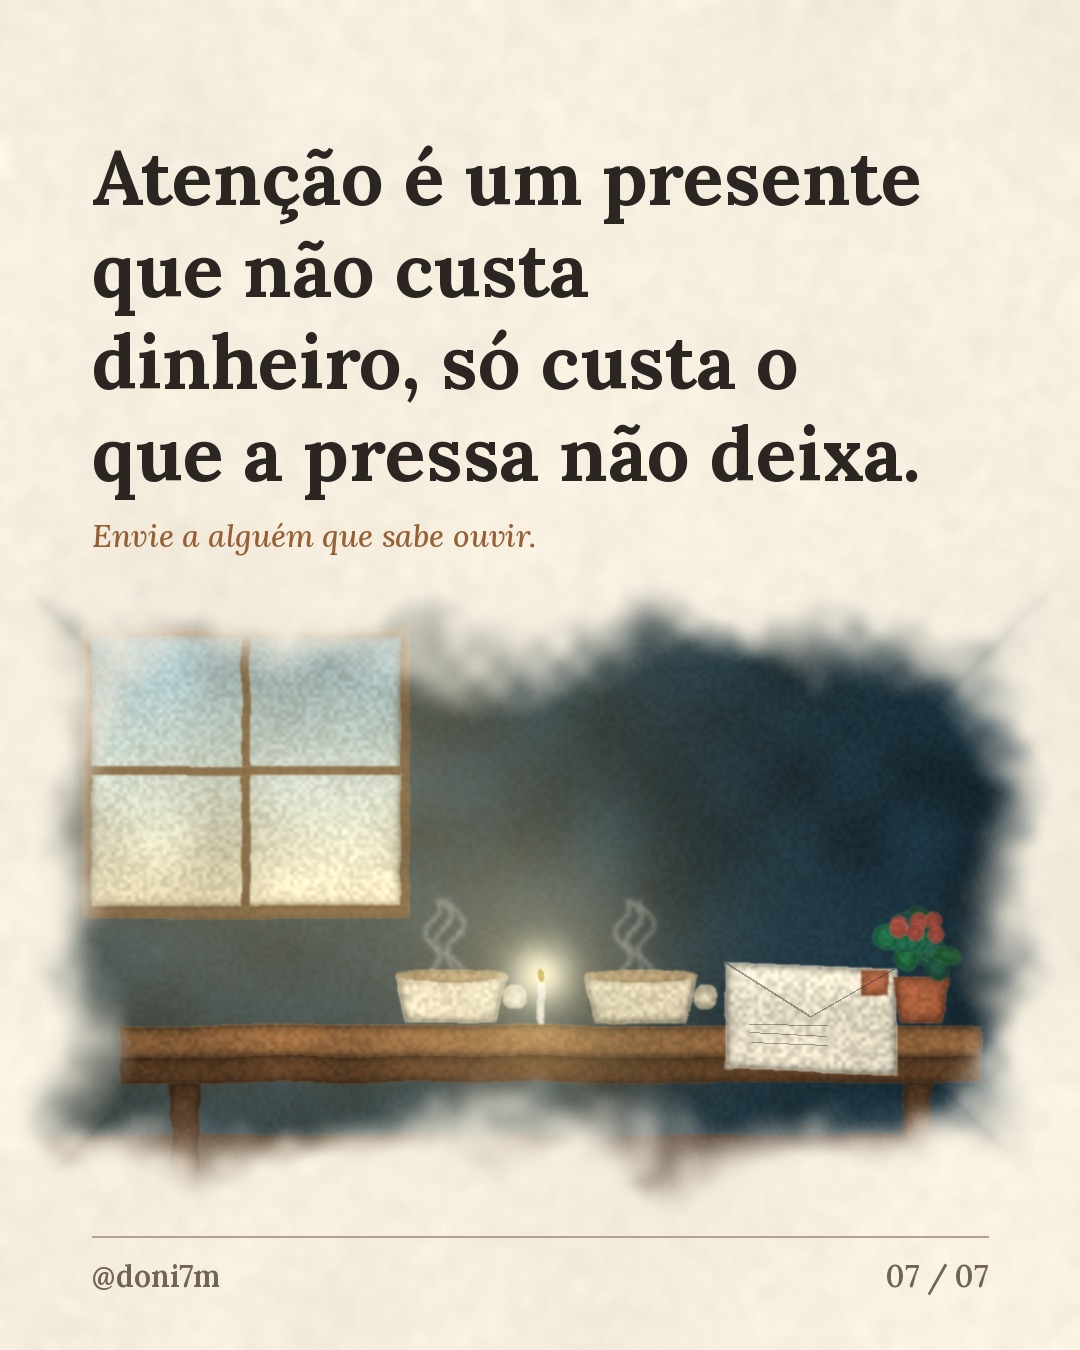 Atenção é um presente
que não custa
dinheiro, só custa o
que a pressa não deixa.
Envie a alguém que sabe ouvir.
@doni7m
07 / 07